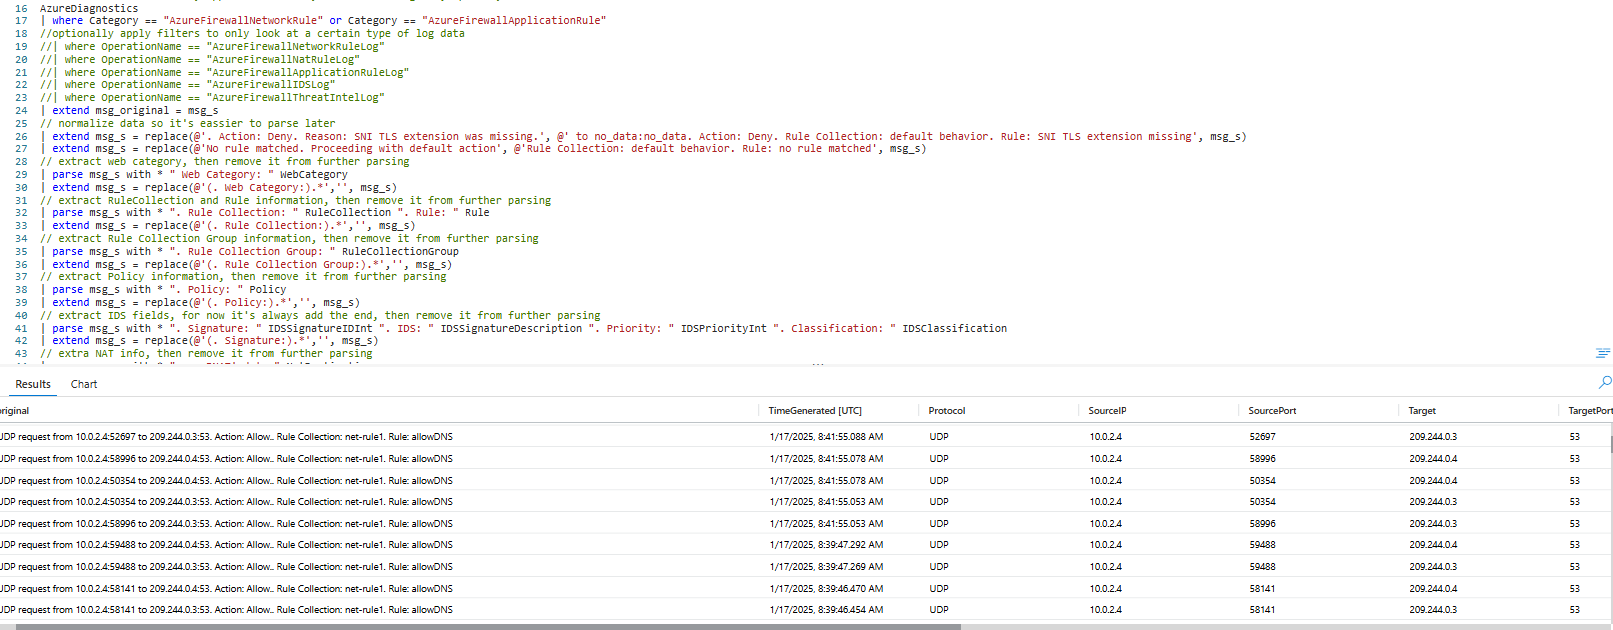 16 AzureDiagnostics
17 | where Category == "AzureFirewallNetworkRule" or Category == "AzureFirewallApplicationRule"
18 //optionally apply filters to only look at a certain type of log data
19 //| where OperationName == "AzureFirewallNetworkRuleLog"
20 //| where OperationName == "AzureFirewallNatRuleLog"
21 //| where OperationName == "AzureFirewallApplicationRuleLog"
22 //| where OperationName == "AzureFirewallIDSLog"
23 //| where OperationName == "AzureFirewallThreatIntelLog"
24 | extend msg_original = msg_s
25 // normalize data so it's eassier to parse later
26 | extend msg_s = replace(@'. Action: Deny. Reason: SNI TLS extension was missing.', @' to no_data:no_data. Action: Deny. Rule Collection: default behavior. Rule: SNI TLS extension missing', msg_s)
27 | extend msg_s = replace(@'No rule matched. Proceeding with default action', @'Rule Collection: default behavior. Rule: no rule matched', msg_s)
28 // extract web category, then remove it from further parsing
29 | parse msg_s with * " Web Category: " WebCategory
30 | extend msg_s = replace(@'(. Web Category:).*','', msg_s)
31 // extract RuleCollection and Rule information, then remove it from further parsing
32 | parse msg_s with * ". Rule Collection: " RuleCollection ". Rule: " Rule
33 | extend msg_s = replace(@'(. Rule Collection:).*','', msg_s)
34 // extract Rule Collection Group information, then remove it from further parsing
35 | parse msg_s with * ". Rule Collection Group: " RuleCollectionGroup
36 | extend msg_s = replace(@'(. Rule Collection Group:).*','', msg_s)
37 // extract Policy information, then remove it from further parsing
38 | parse msg_s with * ". Policy: " Policy
39 | extend msg_s = replace(@'(. Policy:).*','', msg_s)
40 // extract IDS fields, for now it's always add the end, then remove it from further parsing
41 | parse msg_s with * ". Signature: " IDSSignatureIDInt ". IDS: " IDSSignatureDescription ". Priority: " IDSPriorityInt ". Classification: " IDSClassification
42 | extend msg_s = replace(@'(. Signature:).*','', msg_s)
43 // extra NAT info, then remove it from further parsing
Results Chart
original TimeGenerated [UTC] Protocol SourceIP SourcePort Target TargetPort
UDP request from 10.0.2.4:52697 to 209.244.0.3:53. Action: Allow.. Rule Collection: net-rule1. Rule: allowDNS 1/17/2025, 8:41:55.088 AM UDP 10.0.2.4 52697 209.244.0.3 53
UDP request from 10.0.2.4:58996 to 209.244.0.4:53. Action: Allow.. Rule Collection: net-rule1. Rule: allowDNS 1/17/2025, 8:41:55.078 AM UDP 10.0.2.4 58996 209.244.0.4 53
UDP request from 10.0.2.4:50354 to 209.244.0.4:53. Action: Allow.. Rule Collection: net-rule1. Rule: allowDNS 1/17/2025, 8:41:55.078 AM UDP 10.0.2.4 50354 209.244.0.4 53
UDP request from 10.0.2.4:50354 to 209.244.0.3:53. Action: Allow.. Rule Collection: net-rule1. Rule: allowDNS 1/17/2025, 8:41:55.053 AM UDP 10.0.2.4 50354 209.244.0.3 53
UDP request from 10.0.2.4:58996 to 209.244.0.3:53. Action: Allow.. Rule Collection: net-rule1. Rule: allowDNS 1/17/2025, 8:41:55.053 AM UDP 10.0.2.4 58996 209.244.0.3 53
UDP request from 10.0.2.4:59488 to 209.244.0.4:53. Action: Allow.. Rule Collection: net-rule1. Rule: allowDNS 1/17/2025, 8:39:47.292 AM UDP 10.0.2.4 59488 209.244.0.4 53
UDP request from 10.0.2.4:59488 to 209.244.0.3:53. Action: Allow.. Rule Collection: net-rule1. Rule: allowDNS 1/17/2025, 8:39:47.269 AM UDP 10.0.2.4 59488 209.244.0.3 53
UDP request from 10.0.2.4:58141 to 209.244.0.4:53. Action: Allow.. Rule Collection: net-rule1. Rule: allowDNS 1/17/2025, 8:39:46.470 AM UDP 10.0.2.4 58141 209.244.0.4 53
UDP request from 10.0.2.4:58141 to 209.244.0.3:53. Action: Allow.. Rule Collection: net-rule1. Rule: allowDNS 1/17/2025, 8:39:46.454 AM UDP 10.0.2.4 58141 209.244.0.3 53